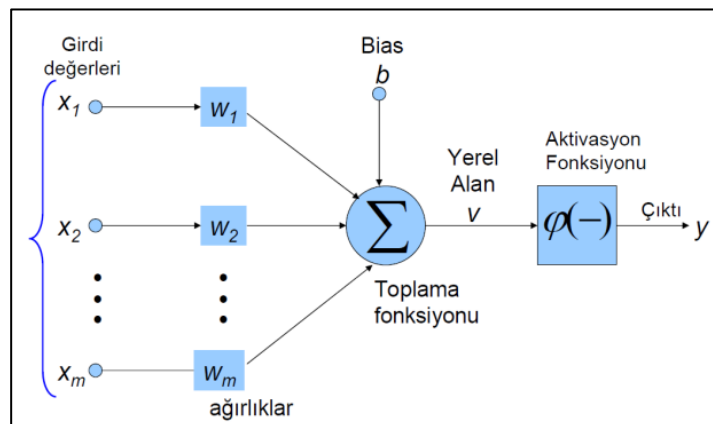 Girdi
değerleri
Bias
b
x1
w1
Aktivasyon
Fonksiyonu
Yerel
Alan
v
x2
w2
Σ
φ(−)
Çıktı
y
Toplama
fonksiyonu
xm
wm
ağırlıklar